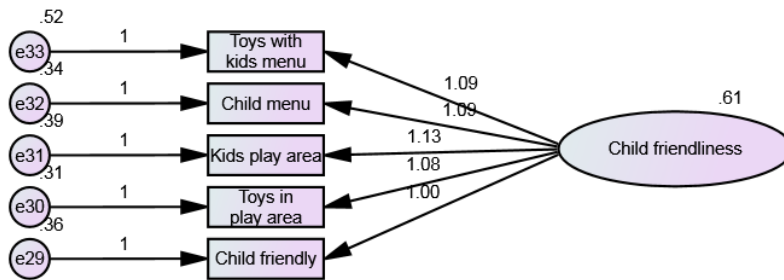 .52
e33
1
Toys with
kids menu
1.09
.34
e32
1
Child menu
1.09
.61
.39
e31
1
Kids play area
1.13
Child friendliness
.31
e30
1
Toys in
play area
1.08
.36
e29
1
Child friendly
1.00